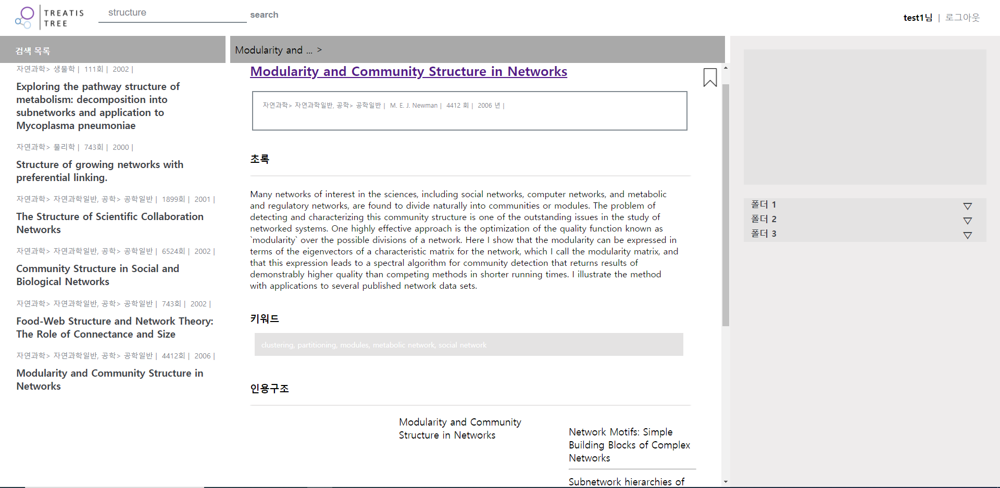 TREATIS
TREE
structure
search
test1님 | 로그아웃
검색 목록
자연과학> 생물학 | 111회 | 2002 |
Exploring the pathway structure of
metabolism: decomposition into
subnetworks and application to
Mycoplasma pneumoniae
자연과학> 물리학 | 743회 | 2000 |
Structure of growing networks with
preferential linking.
자연과학> 자연과학일반, 공학> 공학일반 | 1899회 | 2001 |
The Structure of Scientific Collaboration
Networks
자연과학> 자연과학일반, 공학> 공학일반 | 6524회 | 2002 |
Community Structure in Social and
Biological Networks
자연과학> 자연과학일반, 공학> 공학일반 | 743회 | 2002 |
Food-Web Structure and Network Theory:
The Role of Connectance and Size
자연과학> 자연과학일반, 공학> 공학일반 | 4412회 | 2006 |
Modularity and Community Structure in
Networks
Modularity and ... >
Modularity and Community Structure in Networks
자연과학> 자연과학일반, 공학> 공학일반 | M. E. J. Newman | 4412 회 | 2006 년 |
초록
Many networks of interest in the sciences, including social networks, computer networks, and metabolic
and regulatory networks, are found to divide naturally into communities or modules. The problem of
detecting and characterizing this community structure is one of the outstanding issues in the study of
networked systems. One highly effective approach is the optimization of the quality function known as
`modularity` over the possible divisions of a network. Here I show that the modularity can be expressed in
terms of the eigenvectors of a characteristic matrix for the network, which I call the modularity matrix, and
that this expression leads to a spectral algorithm for community detection that returns results of
demonstrably higher quality than competing methods in shorter running times. I illustrate the method
with applications to several published network data sets.
키워드
clustering, partitioning, modules, metabolic network, social network
인용구조
Modularity and Community
Structure in Networks
Network Motifs: Simple
Building Blocks of Complex
Networks
Subnetwork hierarchies of
폴더 1
폴더 2
폴더 3